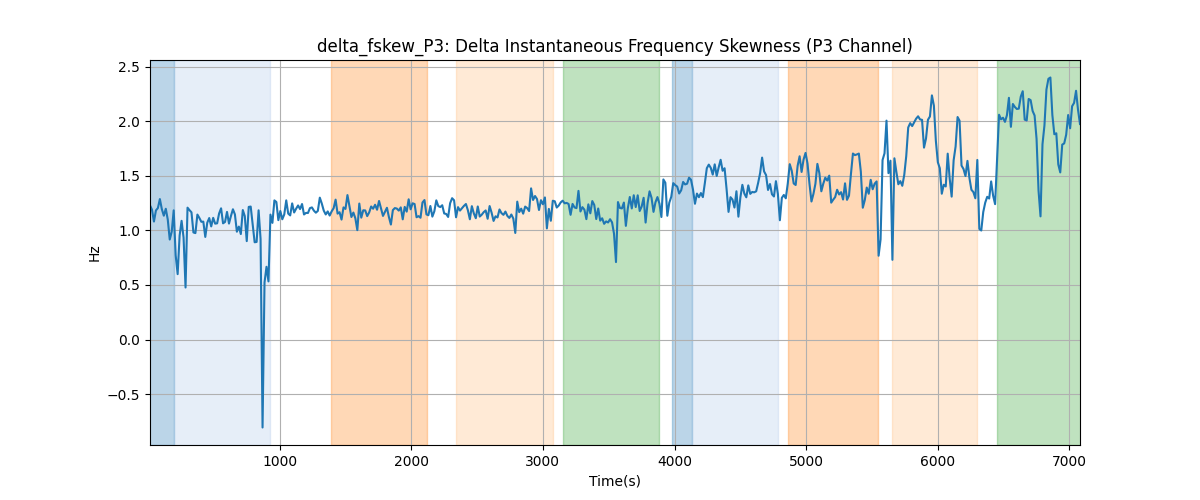 delta_fskew_P3: Delta Instantaneous Frequency Skewness (P3 Channel)
2.5
2.0
1.5
1.0
0.5
0.0
−0.5
Hz
1000 2000 3000 4000 5000 6000 7000
Time(s)